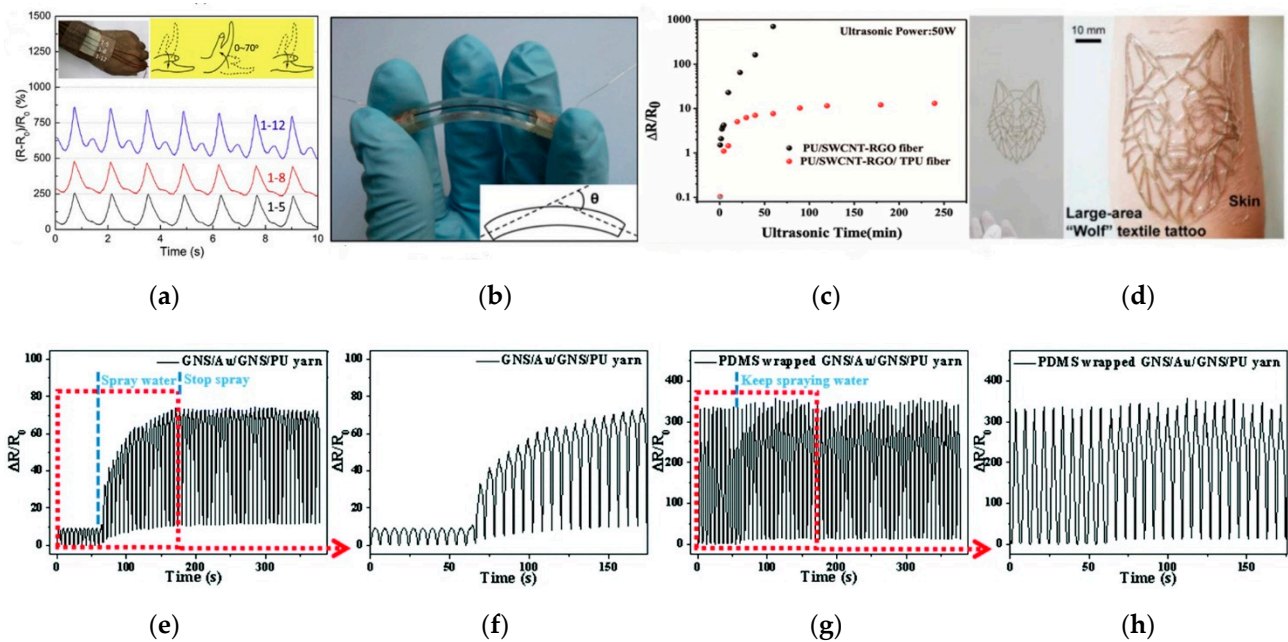 1500
1250
1000
750
500
250
0
(R-R₀)/R₀ (%)
0~70°
1-12
1-8
1-5
0 2 4 6 8 10
Time (s)
(a)
θ
(b)
1000
100
10
1
0.1
ΔR/R₀
Ultrasonic Power:50W
PU/SWCNT-RGO fiber
PU/SWCNT-RGO/ TPU fiber
0 60 120 180 240
Ultrasonic Time(min)
(c)
10 mm
Large-area
“Wolf” textile tattoo
Skin
(d)
100
80
60
40
20
0
ΔR/R₀
GNS/Au/GNS/PU yarn
Spray water
Stop spray
0 100 200 300
Time (s)
(e)
100
80
60
40
20
0
ΔR/R₀
GNS/Au/GNS/PU yarn
0 50 100 150
Time (s)
(f)
400
300
200
100
0
ΔR/R₀
PDMS wrapped GNS/Au/GNS/PU yarn
Keep spraying water
0 100 200 300
Time (s)
(g)
400
300
200
100
0
ΔR/R₀
PDMS wrapped GNS/Au/GNS/PU yarn
0 50 100 150
Time (s)
(h)